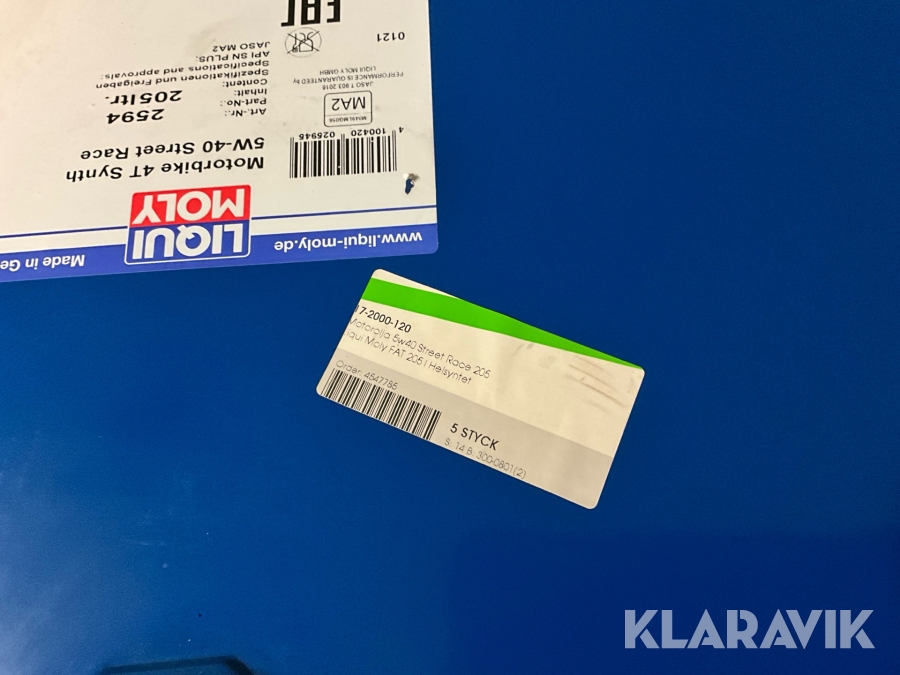 LIQUI
MOLY
www.liqui-moly.de
Made in Ge
Motorbike 4T Synth
5W-40 Street Race
Art.-Nr.:
Part-No.:
2594
Inhalt:
Content:
205ltr.
Spezifikationen und Freigaben
Specifications and approvals:
API SN PLUS;
JASO MA2
4 100420 025945
M049LMG056
MA2
JASO T 903:2016
PERFORMANCE IS GUARANTEED by
LIQUI MOLY GMBH
0121
EAC
17-2000-120
Motorolja 5w40 Street Race 205
Liqui Moly FAT 205 l Helsyntet
Order: 4547785
5 STYCK
S: 14 B: 300-0801(2)
KLARAVIK